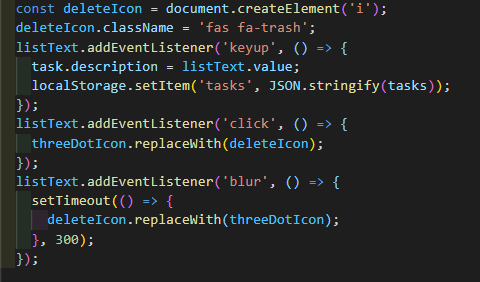 const deleteIcon = document.createElement('i');
deleteIcon.className = 'fas fa-trash';
listText.addEventListener('keyup', () => {
  task.description = listText.value;
  localStorage.setItem('tasks', JSON.stringify(tasks));
});
listText.addEventListener('click', () => {
  threeDotIcon.replaceWith(deleteIcon);
});
listText.addEventListener('blur', () => {
  setTimeout(() => {
    deleteIcon.replaceWith(threeDotIcon);
  }, 300);
});